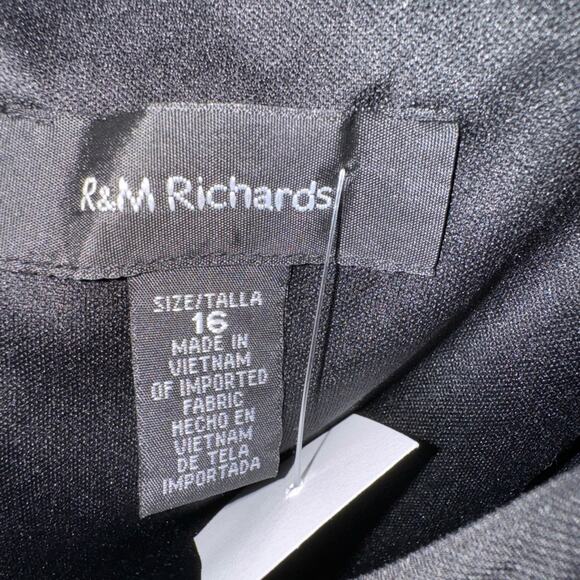 R&M Richards
SIZE/TALLA
16
MADE IN
VIETNAM
OF IMPORTED
FABRIC
HECHO EN
VIETNAM
DE TELA
IMPORTADA